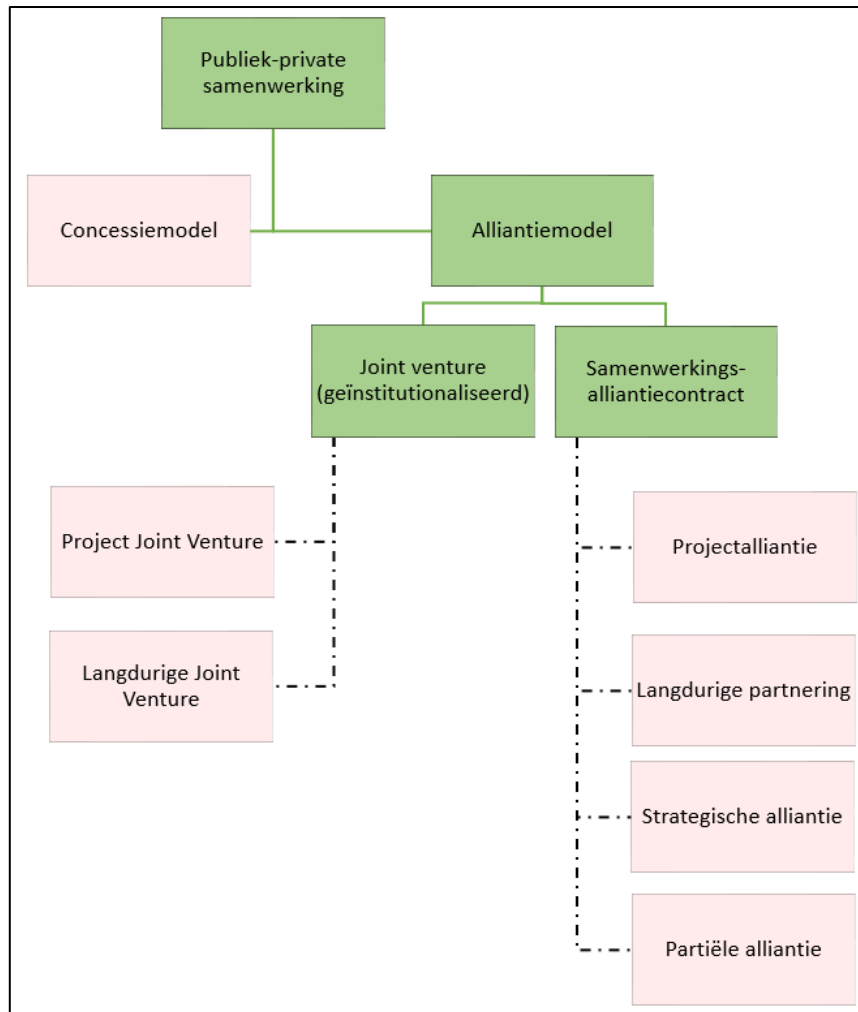 Publiek-private
samenwerking
Concessiemodel
Alliantiemodel
Joint venture
(geïnstitutionaliseerd)
Samenwerkings-
alliantiecontract
Project Joint Venture
Langdurige Joint
Venture
Projectalliantie
Langdurige partnering
Strategische alliantie
Partiële alliantie